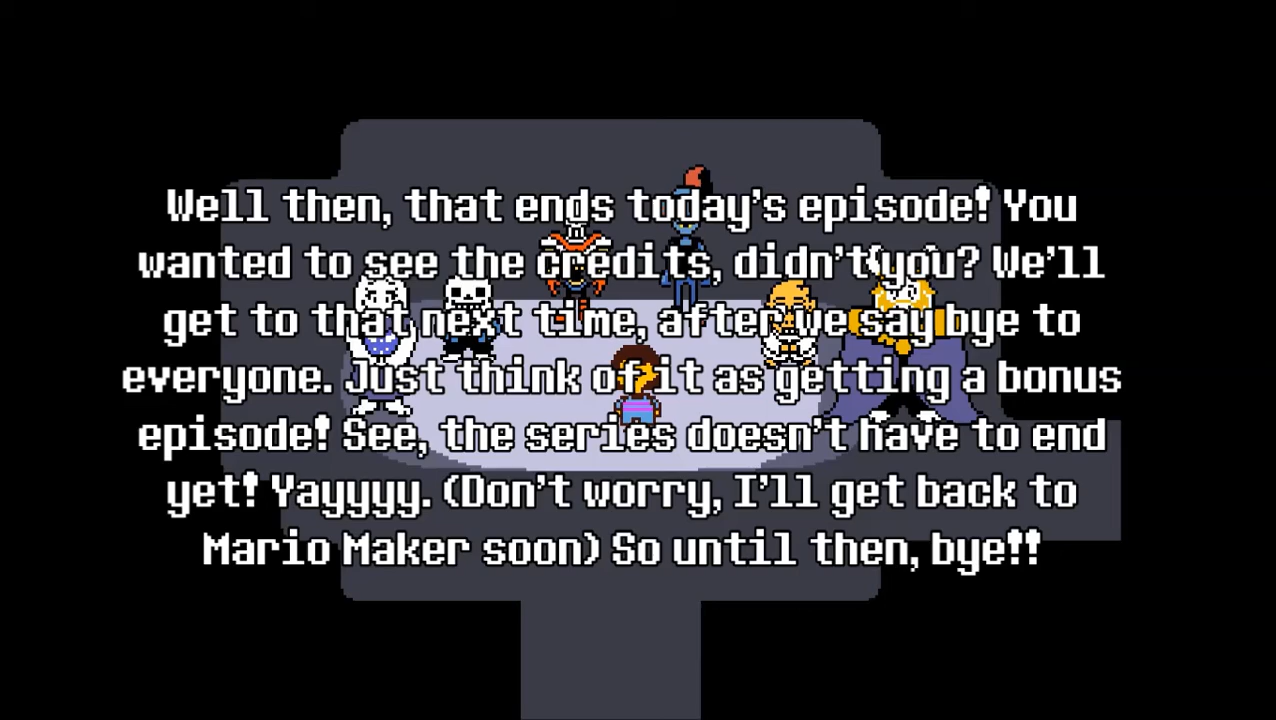 Well then, that ends today's episode! You
wanted to see the credits, didn't you? We'll
get to that next time, after we say bye to
everyone. Just think of it as getting a bonus
episode! See, the series doesn't have to end
yet! Yayyyy. (Don't worry, I'll get back to
Mario Maker soon) So until then, bye!!